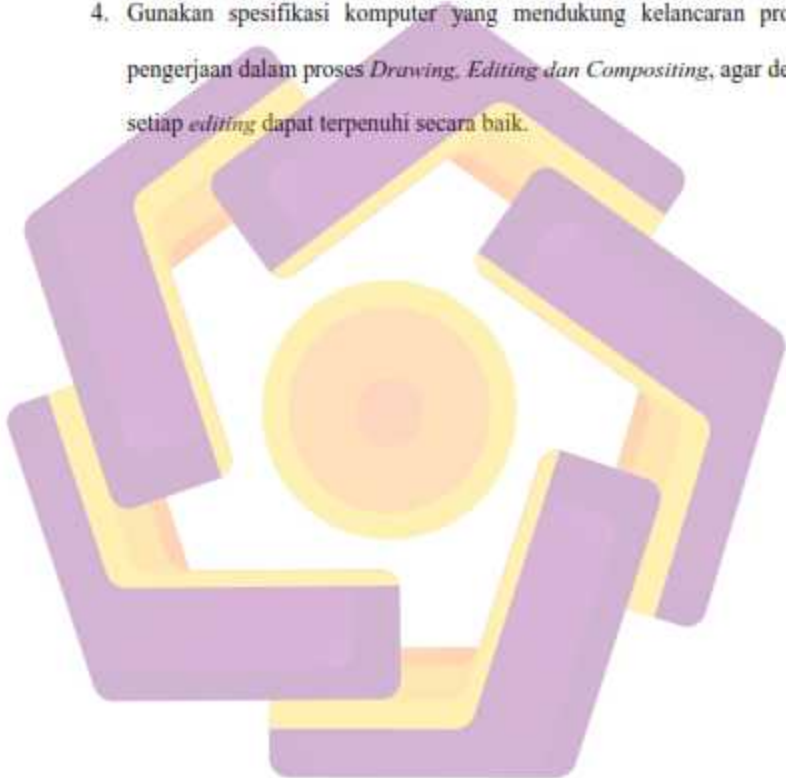 4. Gunakan spesifikasi komputer yang mendukung kelancaran
pengerjaan dalam proses Drawing, Editing dan Compositing, agar
setiap editing dapat terpenuhi secara baik.